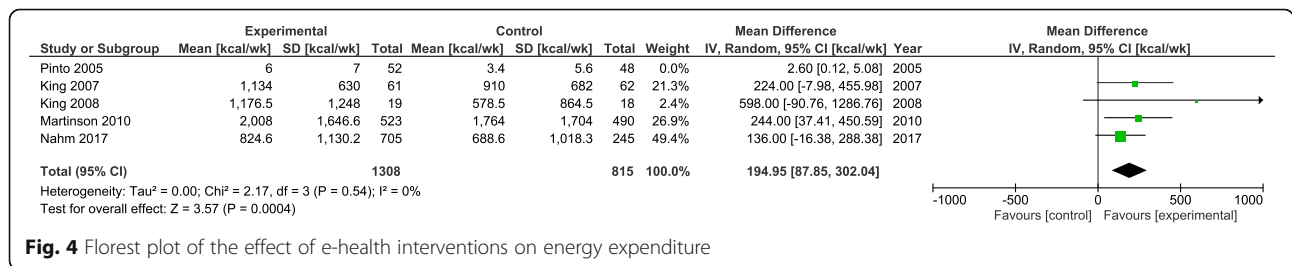 Experimental Control Mean Difference Mean Difference
Study or Subgroup Mean [kcal/wk] SD [kcal/wk] Total Mean [kcal/wk] SD [kcal/wk] Total Weight IV, Random, 95% CI [kcal/wk] Year IV, Random, 95% CI [kcal/wk]
Pinto 2005 6 7 52 3.4 5.6 48 0.0% 2.60 [0.12, 5.08] 2005
King 2007 1,134 630 61 910 682 62 21.3% 224.00 [-7.98, 455.98] 2007
King 2008 1,176.5 1,248 19 578.5 864.5 18 2.4% 598.00 [-90.76, 1286.76] 2008
Martinson 2010 2,008 1,646.6 523 1,764 1,704 490 26.9% 244.00 [37.41, 450.59] 2010
Nahm 2017 824.6 1,130.2 705 688.6 1,018.3 245 49.4% 136.00 [-16.38, 288.38] 2017
Total (95% CI) 1308 815 100.0% 194.95 [87.85, 302.04]
Heterogeneity: Tau² = 0.00; Chi² = 2.17, df = 3 (P = 0.54); I² = 0%
Test for overall effect: Z = 3.57 (P = 0.0004)
-1000 -500 0 500 1000
Favours [control] Favours [experimental]
Fig. 4 Florest plot of the effect of e-health interventions on energy expenditure